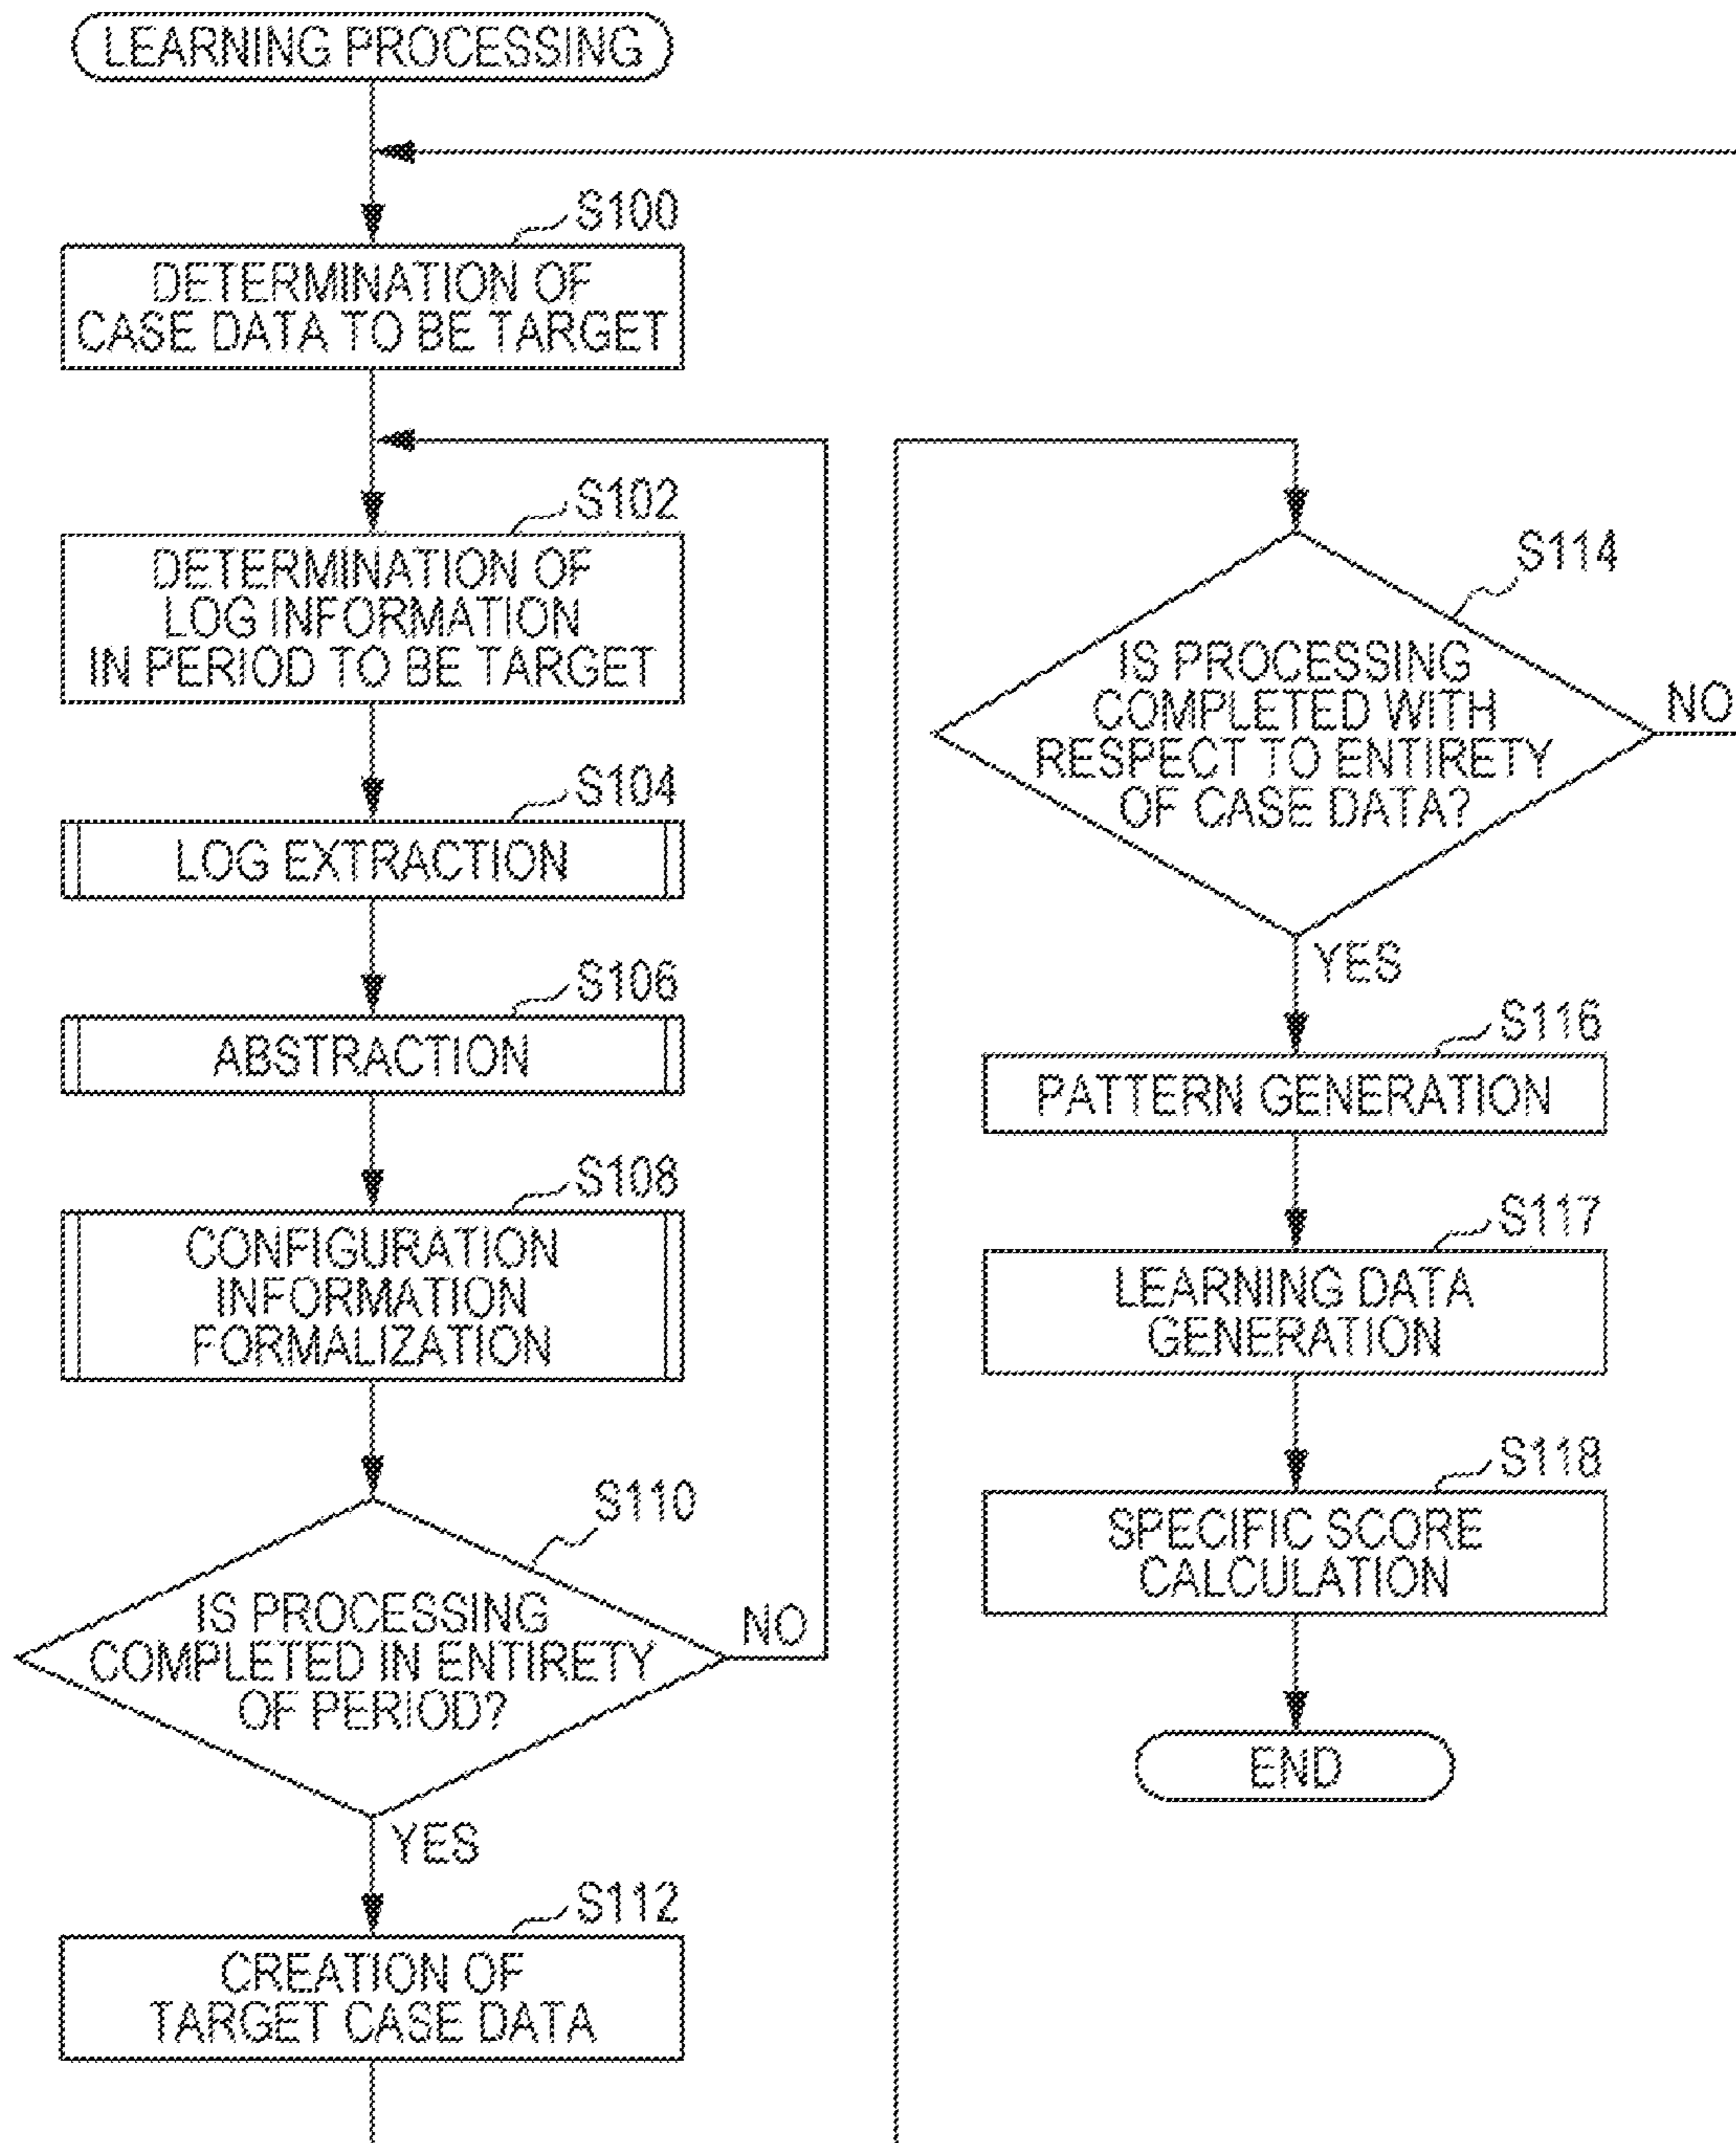 LEARNING PROCESSING
S100
DETERMINATION OF
CASE DATA TO BE TARGET
S102
DETERMINATION OF
LOG INFORMATION
IN PERIOD TO BE TARGET
S104
LOG EXTRACTION
S106
ABSTRACTION
S108
CONFIGURATION
INFORMATION
FORMALIZATION
S110
IS PROCESSING
COMPLETED IN ENTIRETY
OF PERIOD?
NO
YES
S112
CREATION OF
TARGET CASE DATA
S114
IS PROCESSING
COMPLETED WITH
RESPECT TO ENTIRETY
OF CASE DATA?
NO
YES
S116
PATTERN GENERATION
S117
LEARNING DATA
GENERATION
S118
SPECIFIC SCORE
CALCULATION
END